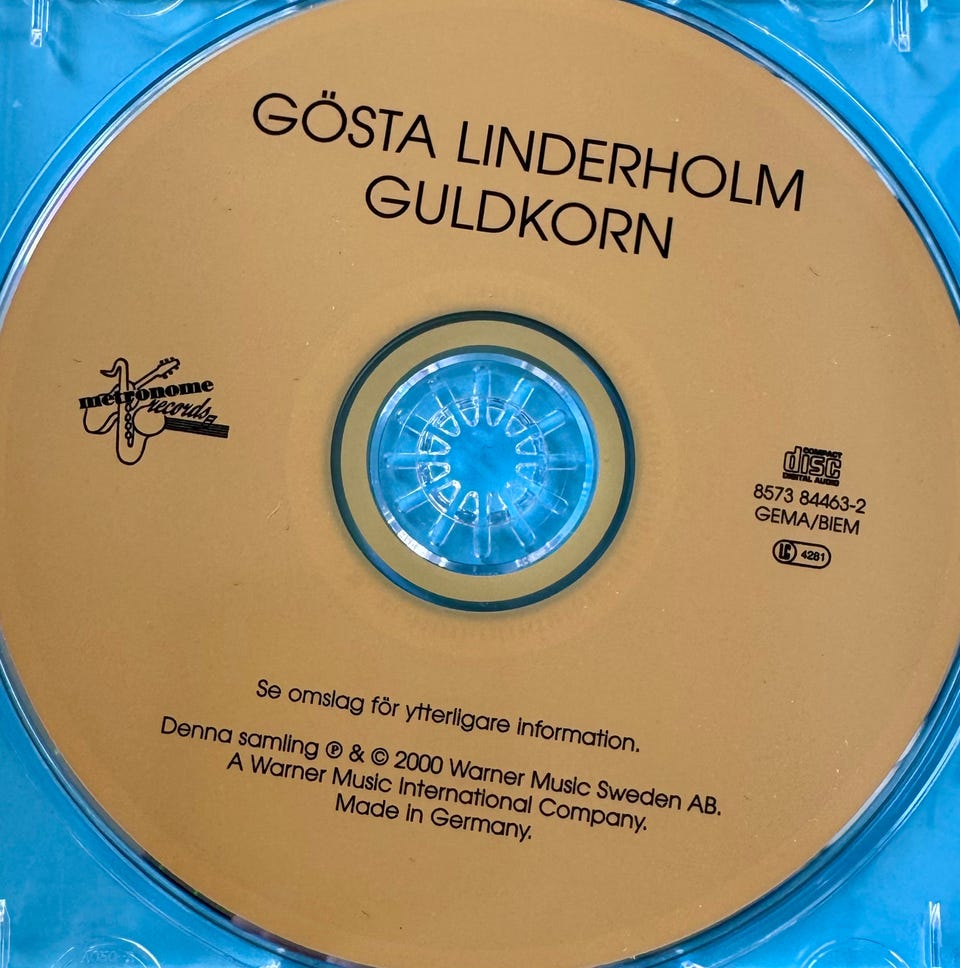 GÖSTA LINDERHOLM
GULDKORN
metronome
records
COMPACT
disc
DIGITAL AUDIO
8573 84463-2
GEMA/BIEM
LC 4281
Se omslag för ytterligare information.
Denna samling ℗ & © 2000 Warner Music Sweden AB.
A Warner Music International Company.
Made in Germany.